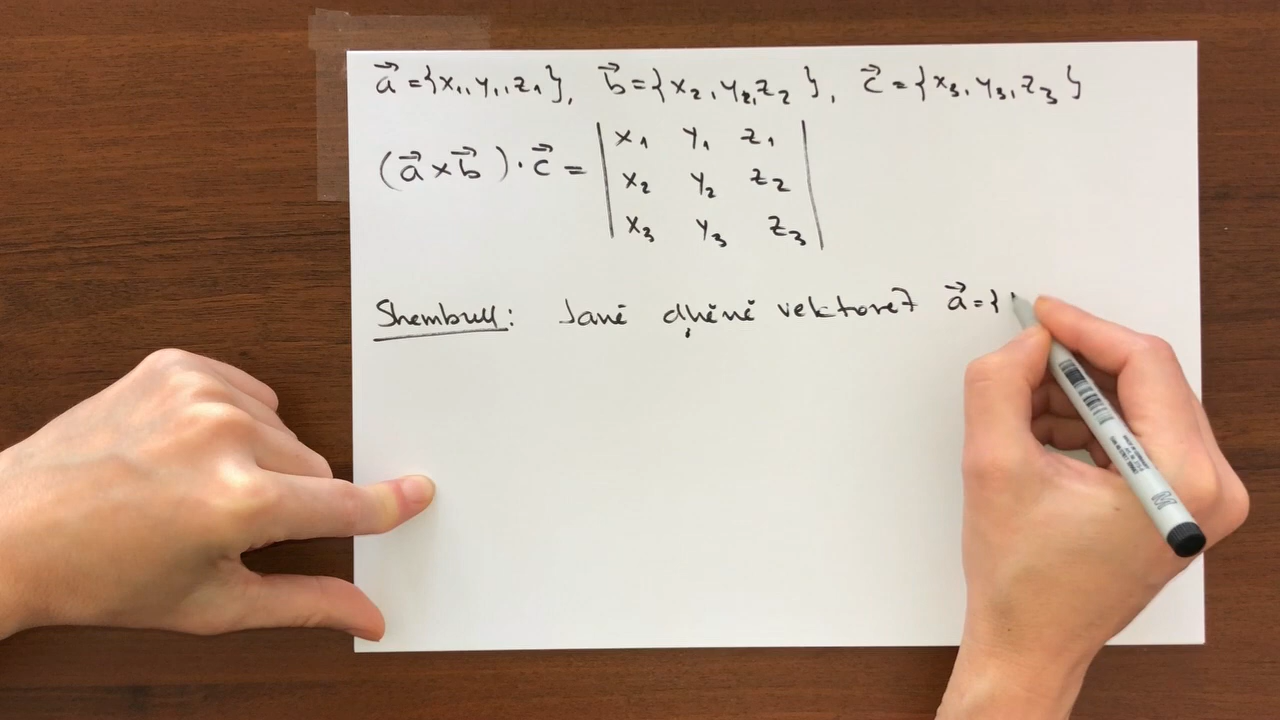 a⃗ = {x₁, y₁, z₁}, b⃗ = {x₂, y₂, z₂}, c⃗ = {x₃, y₃, z₃}
(a⃗ × b⃗) · c⃗ = | x₁ y₁ z₁ |
| x₂ y₂ z₂ |
| x₃ y₃ z₃ |
Shembull: Janë dhënë vektorët a⃗ = {